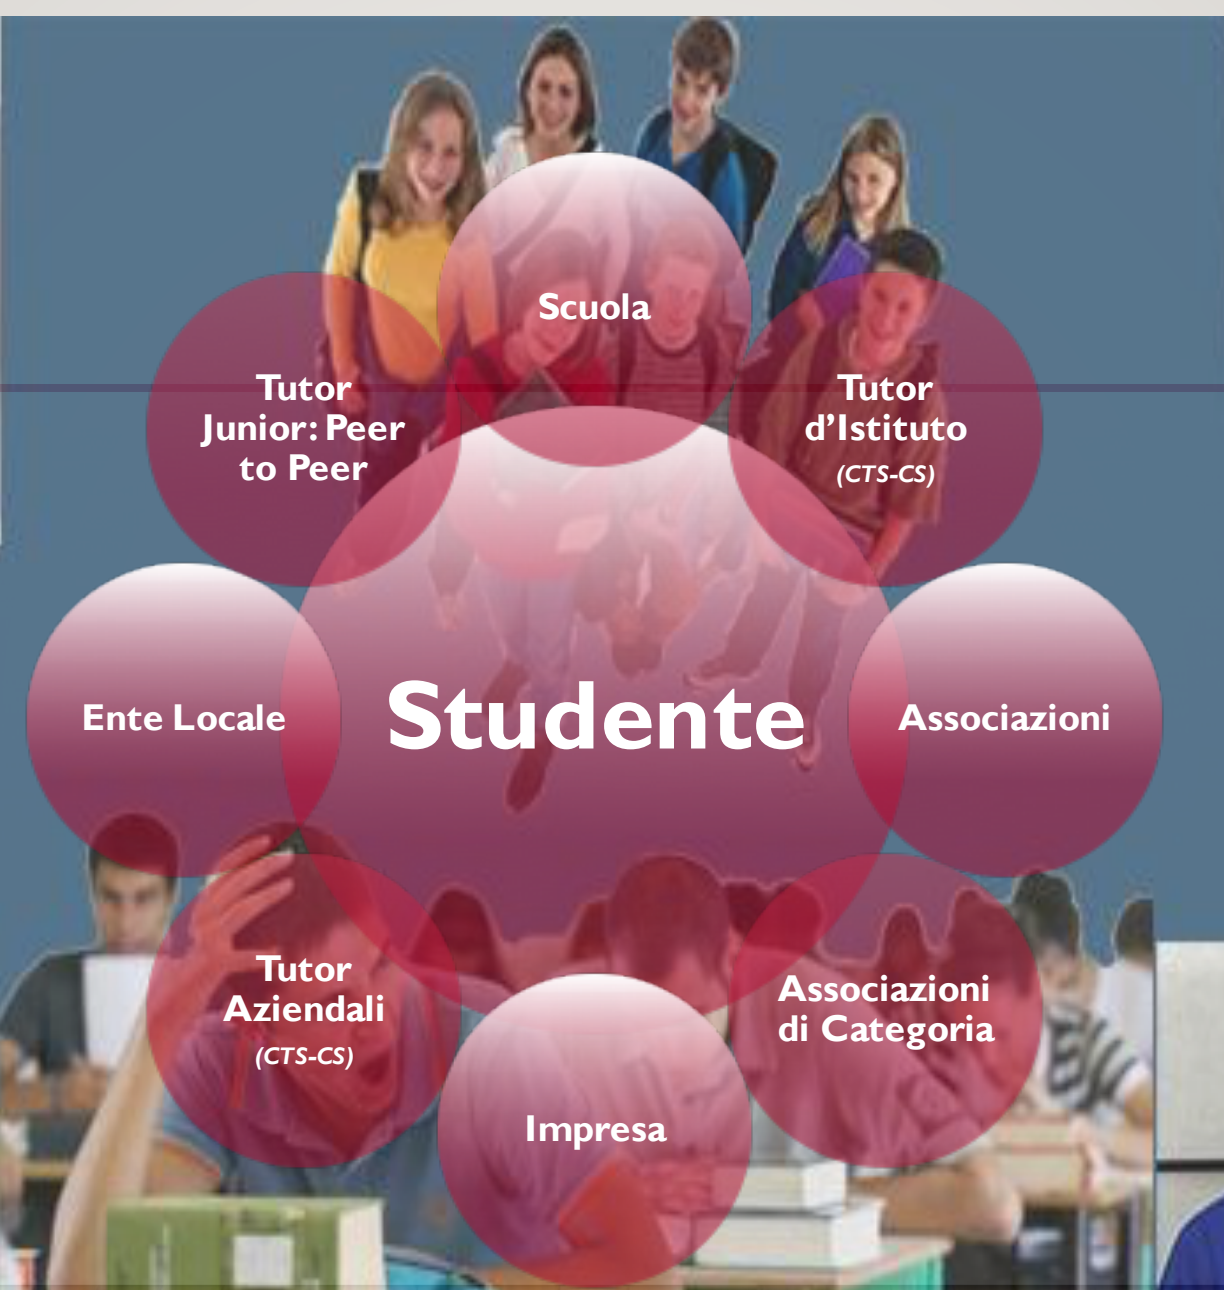 Scuola
Tutor
Junior: Peer
to Peer
Tutor
d’Istituto
(CTS-CS)
Ente Locale
Studente
Associazioni
Tutor
Aziendali
(CTS-CS)
Associazioni
di Categoria
Impresa